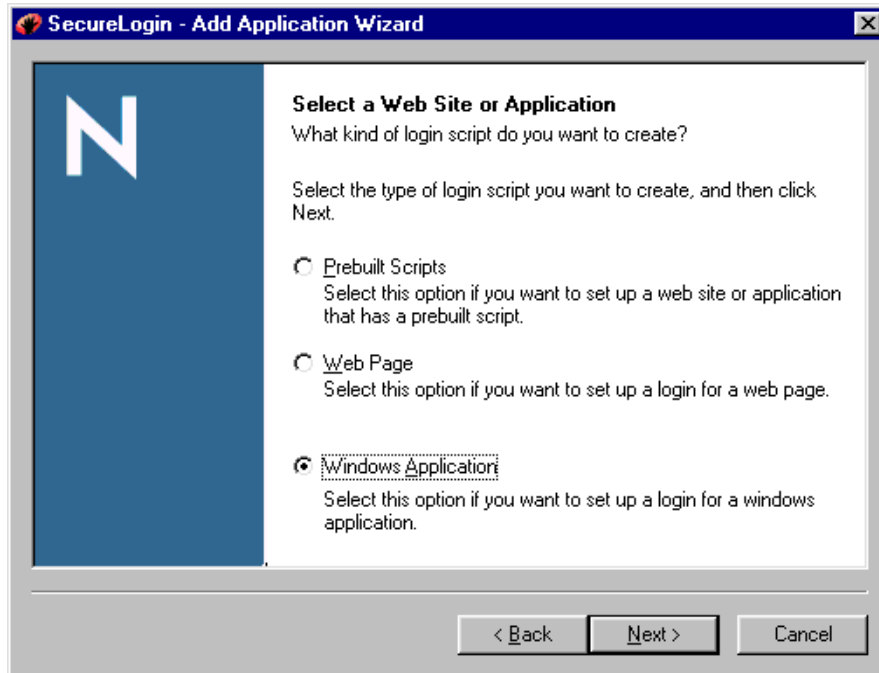 SecureLogin - Add Application Wizard
N
Select a Web Site or Application
What kind of login script do you want to create?
Select the type of login script you want to create, and then click
Next.
Prebuilt Scripts
Select this option if you want to set up a web site or application
that has a prebuilt script.
Web Page
Select this option if you want to set up a login for a web page.
Windows Application
Select this option if you want to set up a login for a windows
application.
< Back
Next >
Cancel